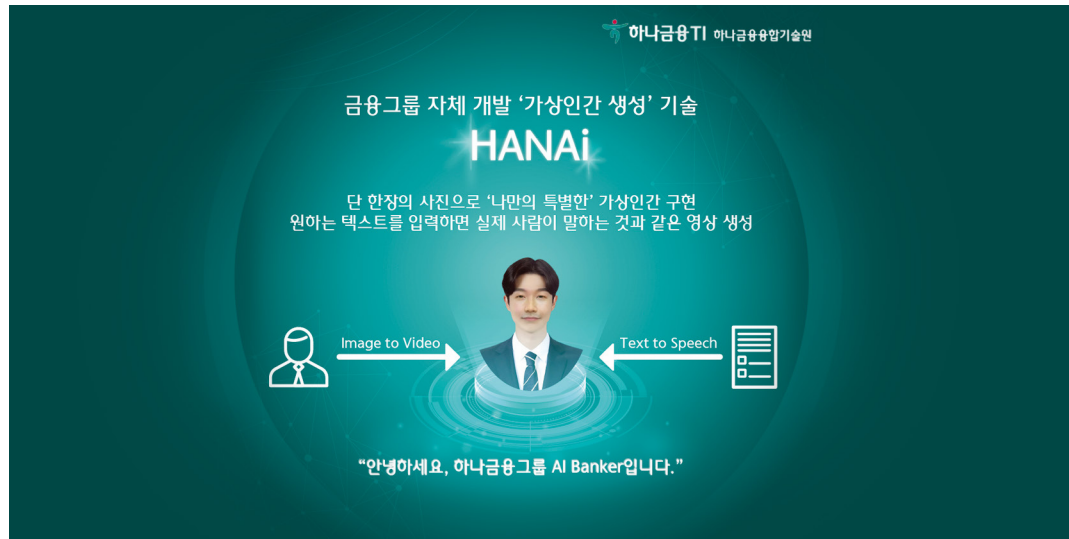 하나금융TI 하나금융융합기술원
금융그룹 자체 개발 ‘가상인간 생성’ 기술
HANAi
단 한장의 사진으로 ‘나만의 특별한’ 가상인간 구현
원하는 텍스트를 입력하면 실제 사람이 말하는 것과 같은 영상 생성
Image to Video
Text to Speech
“안녕하세요, 하나금융그룹 AI Banker입니다.”